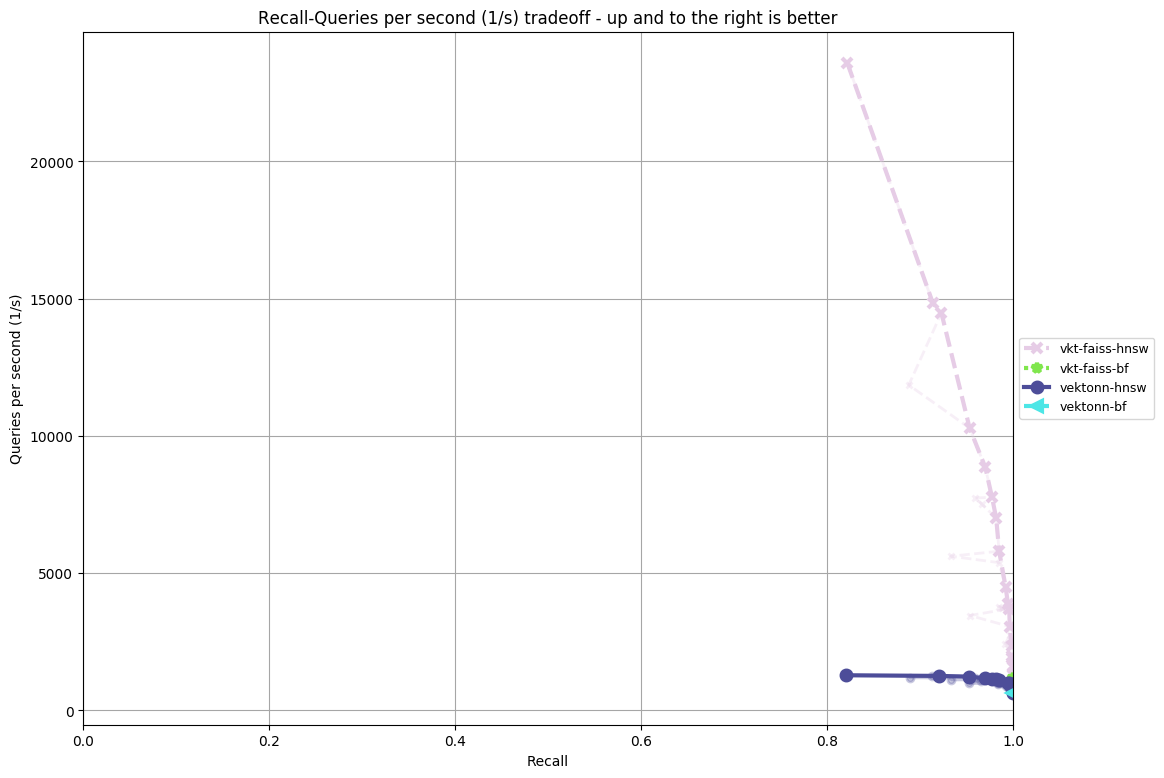 Recall-Queries per second (1/s) tradeoff - up and to the right is better
Queries per second (1/s)
20000
15000
10000
5000
0
0.0
0.2
0.4
0.6
0.8
1.0
Recall
vkt-faiss-hnsw
vkt-faiss-bf
vektonn-hnsw
vektonn-bf